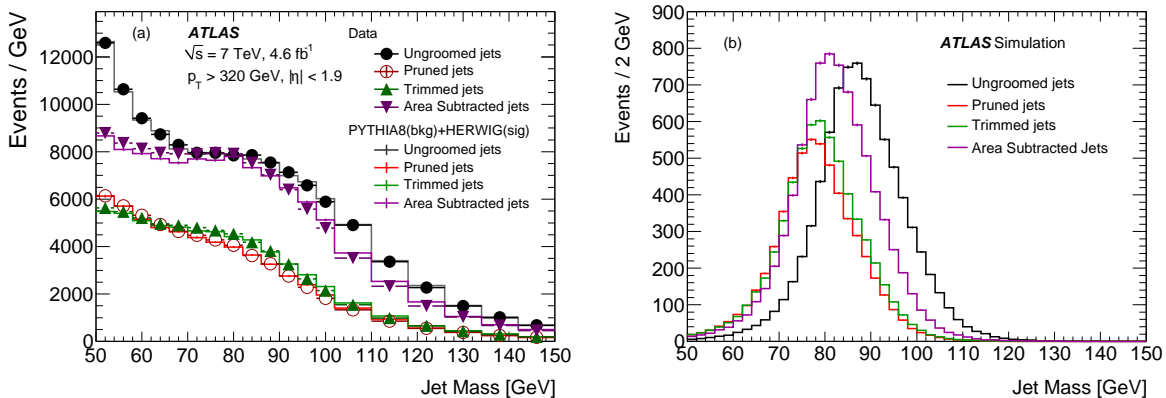 (a)
ATLAS
√s = 7 TeV, 4.6 fb⁻¹
p_T > 320 GeV, |η| < 1.9
Data
Ungroomed jets
Pruned jets
Trimmed jets
Area Subtracted jets
PYTHIA8(bkg)+HERWIG(sig)
Ungroomed jets
Pruned jets
Trimmed jets
Area Subtracted jets
Events / GeV
12000
10000
8000
6000
4000
2000
0
50 60 70 80 90 100 110 120 130 140 150
Jet Mass [GeV]
(b)
ATLAS Simulation
Ungroomed jets
Pruned jets
Trimmed jets
Area Subtracted Jets
Events / 2 GeV
900
800
700
600
500
400
300
200
100
0
50 60 70 80 90 100 110 120 130 140 150
Jet Mass [GeV]